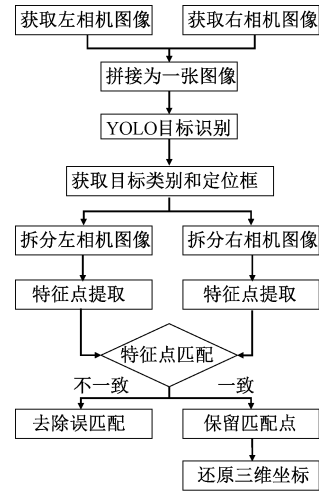 获取左相机图像
获取右相机图像
拼接为一张图像
YOLO目标识别
获取目标类别和定位框
拆分左相机图像
拆分右相机图像
特征点提取
特征点提取
特征点匹配
不一致
一致
去除误匹配
保留匹配点
还原三维坐标